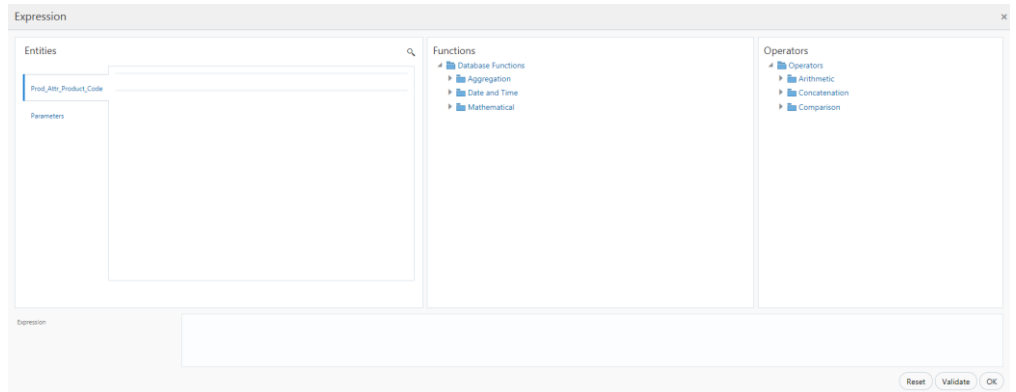 Expression ×
Entities
Prod_Attr_Product_Code
Parameters
Functions
Database Functions
Aggregation
Date and Time
Mathematical
Operators
Operators
Arithmetic
Concatenation
Comparison
Expression
Reset Validate OK